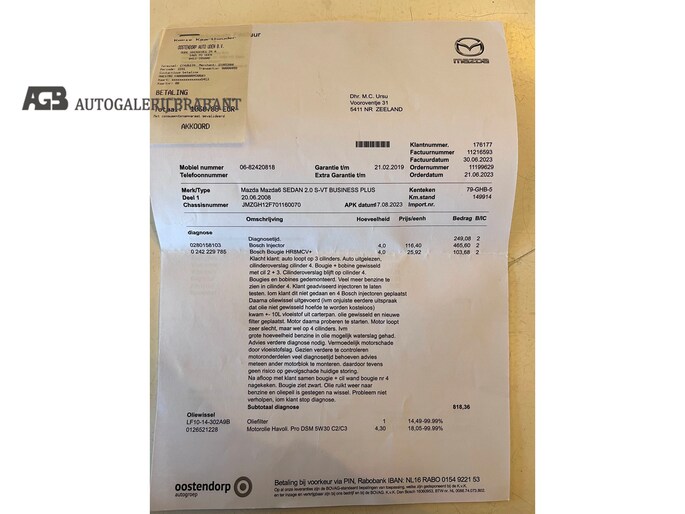 OOSTENDORP AUTO UDEN B.V.
BETALING
AKKOORD
AGB AUTOGALERIJBRABANT
mazda
Dhr. M.C. Ursu
Vooroventje 31
5411 NR ZEELAND
Klantnummer. 176177
Factuurnummer 11216593
Factuurdatum 30.06.2023
Mobiel nummer 06-82420818 Garantie t/m 21.02.2019 Ordernummer 11199629
Telefoonnummer Extra Garantie t/m Orderdatum 21.06.2023
Merk/Type Mazda Mazda6 SEDAN 2.0 S-VT BUSINESS PLUS Kenteken 79-GHB-5
Deel 1 20.06.2008 Km.stand 149914
Chassisnummer JMZGH12F701160070 APK datum 17.08.2023 Import.nr.
Omschrijving Hoeveelheid Prijs/eenh Bedrag B/IC
diagnose
Diagnosetijd. 249,08 2
0280158103 Bosch Injector 4,0 116,40 465,60 2
0 242 229 785 Bosch Bougie HR8MCV+ 4,0 25,92 103,68 2
Klacht klant: auto loopt op 3 cilinders. Auto uitgelezen,
cilinderoverslag cilinder 4. Bougie + bobine gewisseld
met cil 2 + 3. Cilinderoverslag blijft op cilinder 4.
Bougies en bobines gedemonteerd. Veel meer benzine te
zien in cilinder 4. Klant geadviseerd injectoren te laten
testen. Iom klant dit niet gedaan en 4 Bosch injectoren geplaatst
Daarna oliewissel uitgevoerd (ivm onjuiste eerdere uitspraak
dat olie niet gewisseld hoefde te worden kosteloos)
kwam +- 10L vloeistof uit carterpan. olie gewisseld en nieuwe
filter geplaatst. Motor daarna proberen te starten. Motor loopt
zeer slecht, maar wel op 4 cilinders. Ivm
grote hoeveelheid benzine in olie mogelijk waterslag gehad.
Advies verdere diagnose nodig. Vermoedelijk motorschade
door vloeistofslag. Gezien verdere te controleren
motoronderdelen veel diagnosetijd behoeven advies
meteen ander motorblok te monteren. daardoor tevens
geen risico op gevolgschade huidige storing.
Na afloop met klant samen bougie + cil wand bougie nr 4
nagekeken. Bougie ziet zwart. Olie ruikt weer naar
benzine en oliepeil is gestegen na wissel. Probleem niet
verholpen, iom klant stop diagnose.
Subtotaal diagnose 818,36
Oliewissel
LF10-14-302A9B Oliefilter 1 14,49-99.99%
0126521228 Motorolie Havoli. Pro DSM 5W30 C2/C3 4,30 18,05-99.99%
oostendorp
autogroep
Betaling bij voorkeur via PIN, Rabobank IBAN: NL16 RABO 0154 9221 53